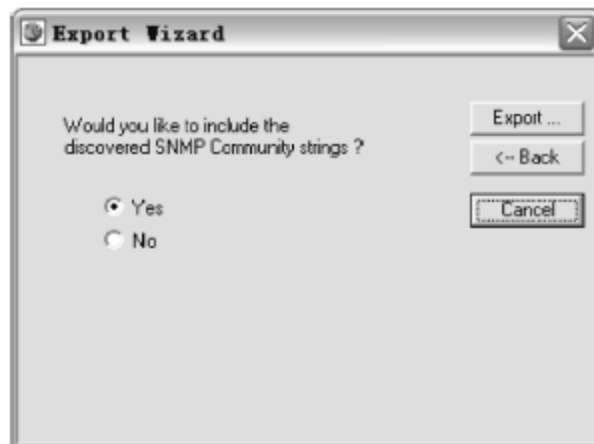 Export Wizard
Would you like to include the
discovered SNMP Community strings ?
Yes
No
Export ...
<-- Back
Cancel